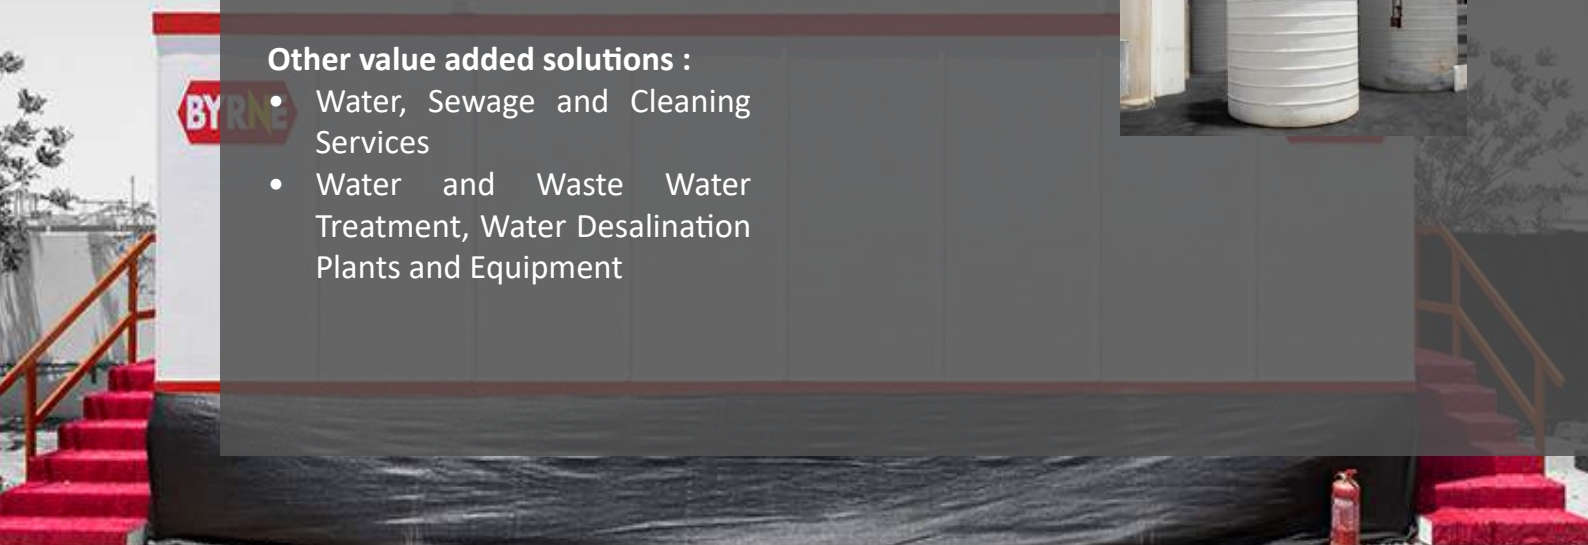 Other value added solutions :
BYRNE
• Water, Sewage and Cleaning
Services
• Water and Waste Water
Treatment, Water Desalination
Plants and Equipment